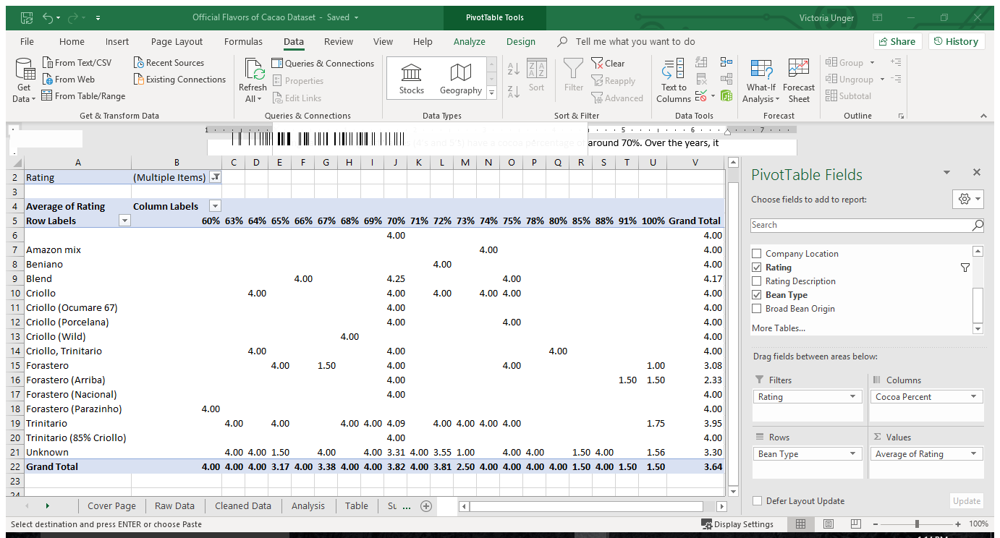 Official Flavors of Cacao Dataset - Saved
PivotTable Tools
Victoria Unger
File Home Insert Page Layout Formulas Data Review View Help Analyze Design Tell me what you want to do Share History
Get Data
From Text/CSV
From Web
From Table/Range
Recent Sources
Existing Connections
Get & Transform Data
Refresh All
Queries & Connections
Properties
Edit Links
Queries & Connections
Stocks Geography
Data Types
Sort
Filter
Clear
Reapply
Advanced
Sort & Filter
Text to Columns
Data Tools
What-If Analysis
Forecast Sheet
Forecast
Group
Ungroup
Subtotal
Outline
1 5 6 7
(4's and 5's) have a cocoa percentage of around 70%. Over the years, it
A B C D E F G H I J K L M N O P Q R S T U V
2 Rating (Multiple Items)
3
4 Average of Rating Column Labels
5 Row Labels 60% 63% 64% 65% 66% 67% 68% 69% 70% 71% 72% 73% 74% 75% 78% 80% 85% 88% 91% 100% Grand Total
6 4.00 4.00
7 Amazon mix 4.00 4.00
8 Beniano 4.00 4.00
9 Blend 4.00 4.25 4.00 4.17
10 Criollo 4.00 4.00 4.00 4.00 4.00 4.00
11 Criollo (Ocumare 67) 4.00 4.00
12 Criollo (Porcelana) 4.00 4.00 4.00
13 Criollo (Wild) 4.00 4.00
14 Criollo, Trinitario 4.00 4.00 4.00 4.00
15 Forastero 4.00 1.50 4.00 4.00 1.00 3.08
16 Forastero (Arriba) 4.00 1.50 1.50 2.33
17 Forastero (Nacional) 4.00 4.00
18 Forastero (Parazinho) 4.00 4.00
19 Trinitario 4.00 4.00 4.00 4.00 4.09 4.00 4.00 4.00 4.00 1.75 3.95
20 Trinitario (85% Criollo) 4.00 4.00
21 Unknown 4.00 4.00 1.50 4.00 4.00 3.31 4.00 3.55 1.00 4.00 4.00 1.50 4.00 1.56 3.30
22 Grand Total 4.00 4.00 4.00 3.17 4.00 3.38 4.00 4.00 3.82 4.00 3.81 2.50 4.00 4.00 4.00 4.00 1.50 4.00 1.50 1.50 3.64
23
24
PivotTable Fields
Choose fields to add to report:
Search
Company Location
Rating
Rating Description
Bean Type
Broad Bean Origin
More Tables...
Drag fields between areas below:
Filters Columns
Rating Cocoa Percent
Rows Σ Values
Bean Type Average of Rating
Defer Layout Update Update
Cover Page Raw Data Cleaned Data Analysis Table Su ...
Select destination and press ENTER or choose Paste
Display Settings
100%